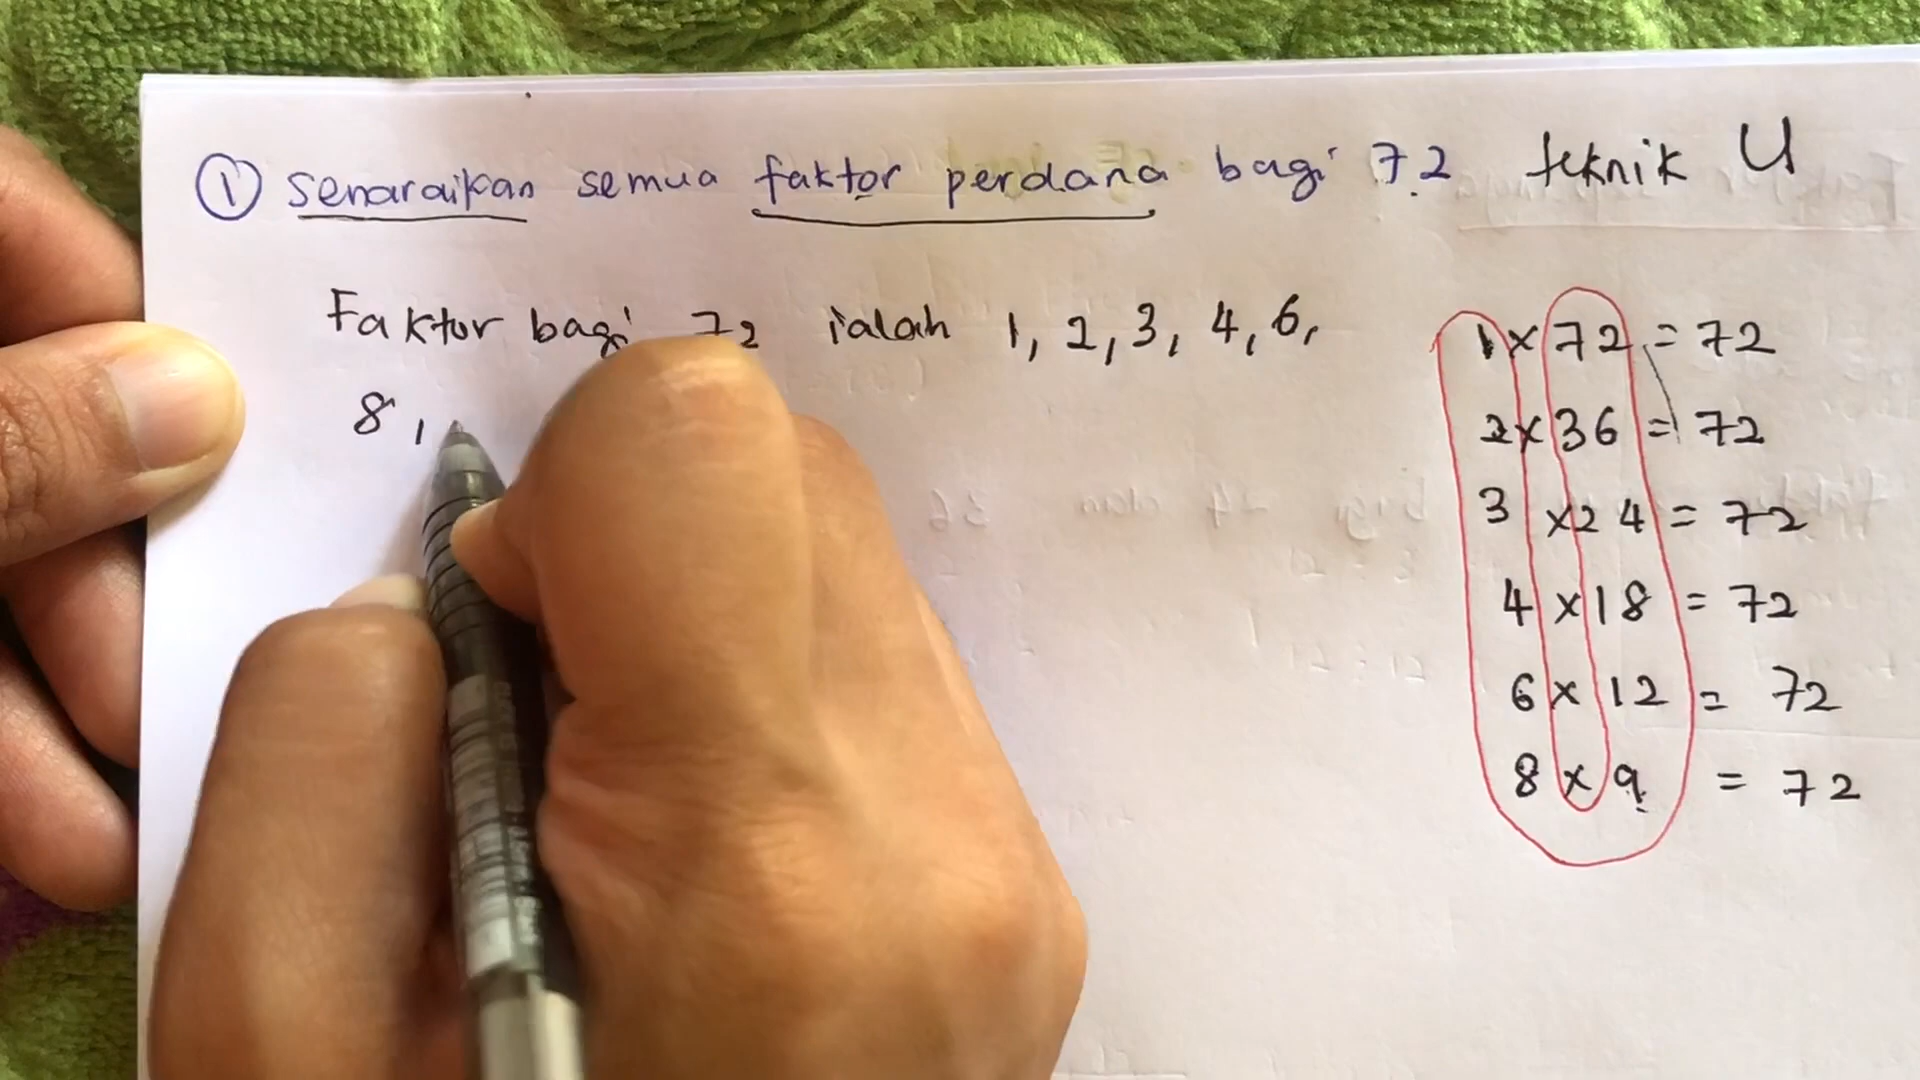 ① Senaraikan semua faktor perdana bagi 72 teknik U
Faktor bagi 72 ialah 1, 2, 3, 4, 6,
8,
1 x 72 = 72
2 x 36 = 72
3 x 24 = 72
4 x 18 = 72
6 x 12 = 72
8 x 9 = 72